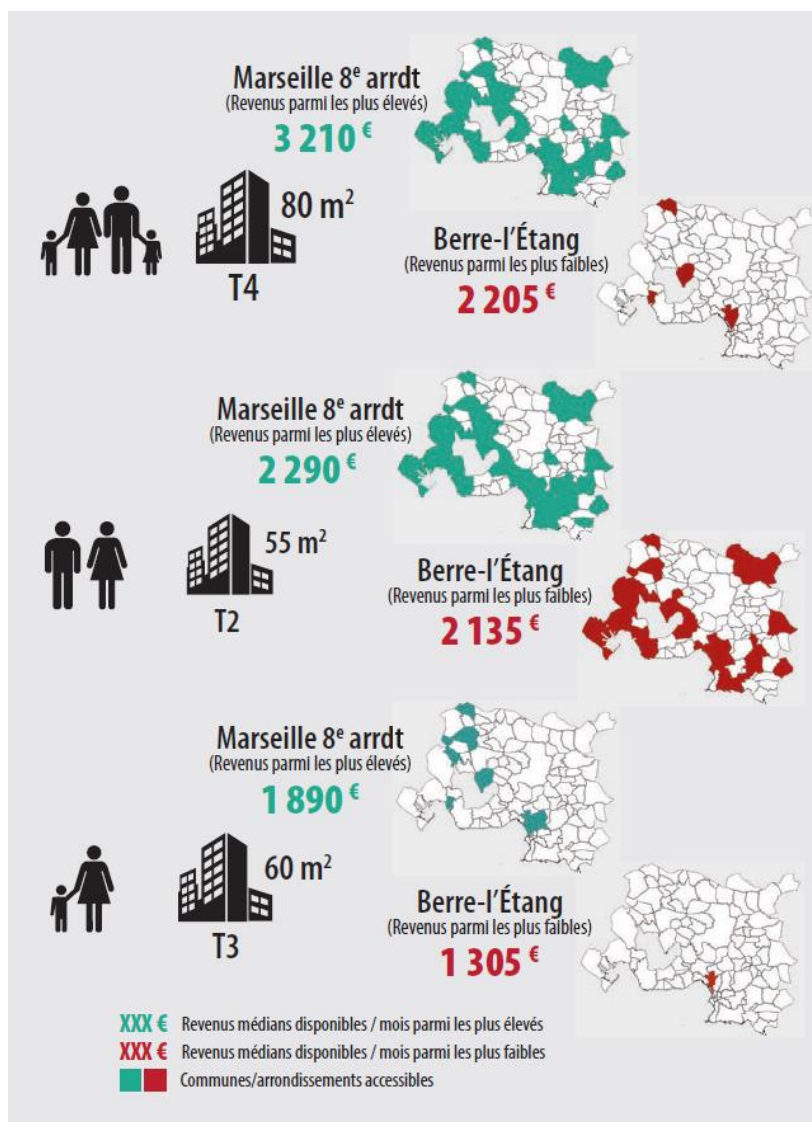 Marseille 8e arrdt
(Revenus parmi les plus élevés)
3 210 €
80 m²
T4
Berre-l'Étang
(Revenus parmi les plus faibles)
2 205 €
Marseille 8e arrdt
(Revenus parmi les plus élevés)
2 290 €
55 m²
T2
Berre-l'Étang
(Revenus parmi les plus faibles)
2 135 €
Marseille 8e arrdt
(Revenus parmi les plus élevés)
1 890 €
60 m²
T3
Berre-l'Étang
(Revenus parmi les plus faibles)
1 305 €
XXX € Revenus médians disponibles / mois parmi les plus élevés
XXX € Revenus médians disponibles / mois parmi les plus faibles
Communes/arrondissements accessibles